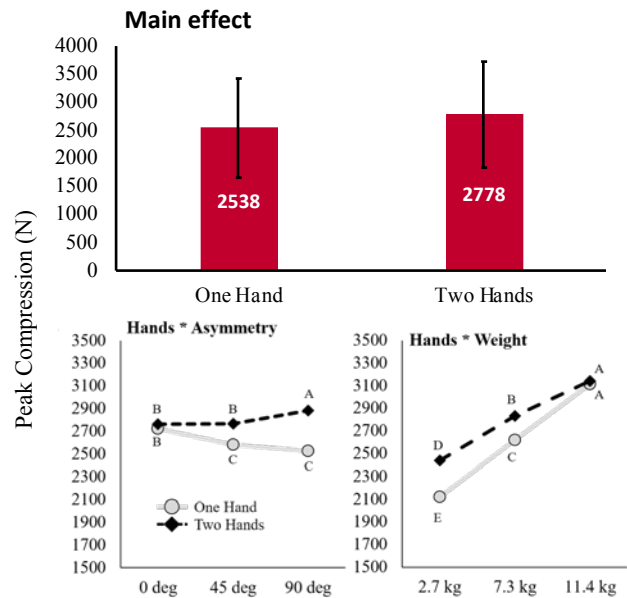 Main effect
4000
3500
3000
2500
2000
1500
1000
500
0
2538
2778
One Hand
Two Hands
Peak Compression (N)
Hands * Asymmetry
3500
3300
3100
2900
2700
2500
2300
2100
1900
1700
1500
B
B
A
B
C
C
One Hand
Two Hands
0 deg
45 deg
90 deg
Hands * Weight
3500
3300
3100
2900
2700
2500
2300
2100
1900
1700
1500
A
B
A
D
C
E
2.7 kg
7.3 kg
11.4 kg